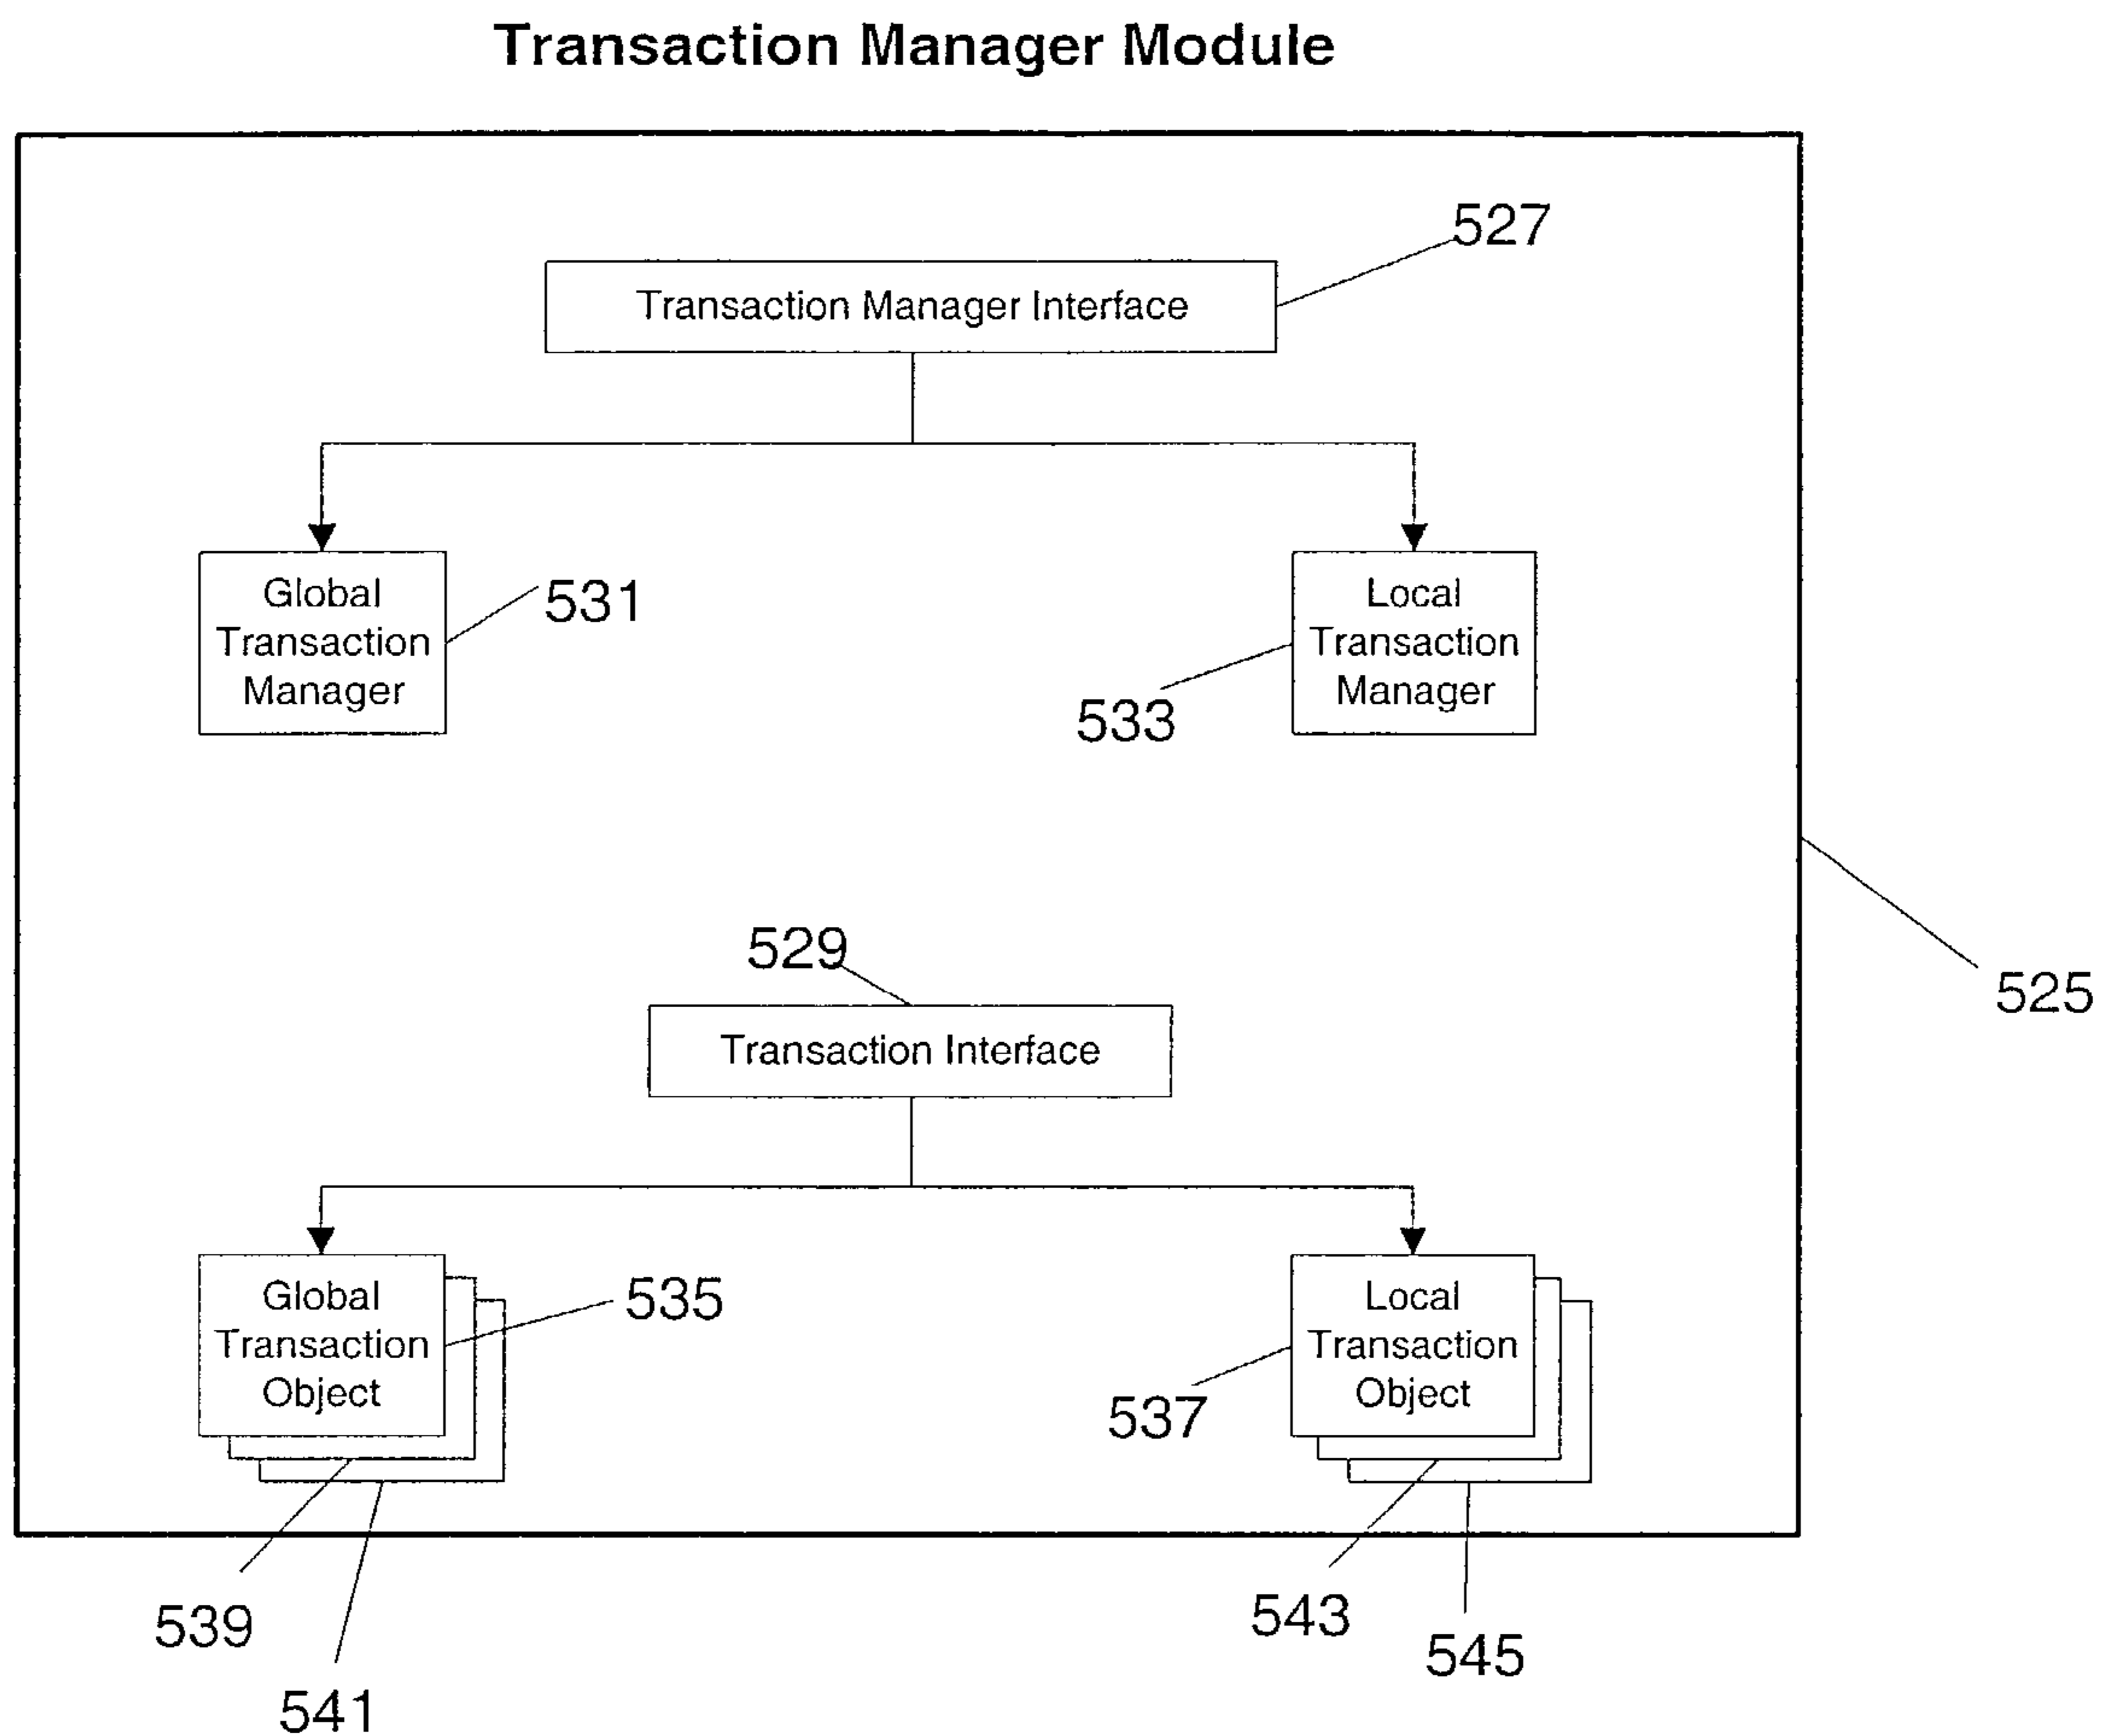 Transaction Manager Module
527
Transaction Manager Interface
Global
Transaction
Manager
531
Local
Transaction
Manager
533
529
Transaction Interface
525
Global
Transaction
Object
535
Local
Transaction
Object
537
539
541
543
545